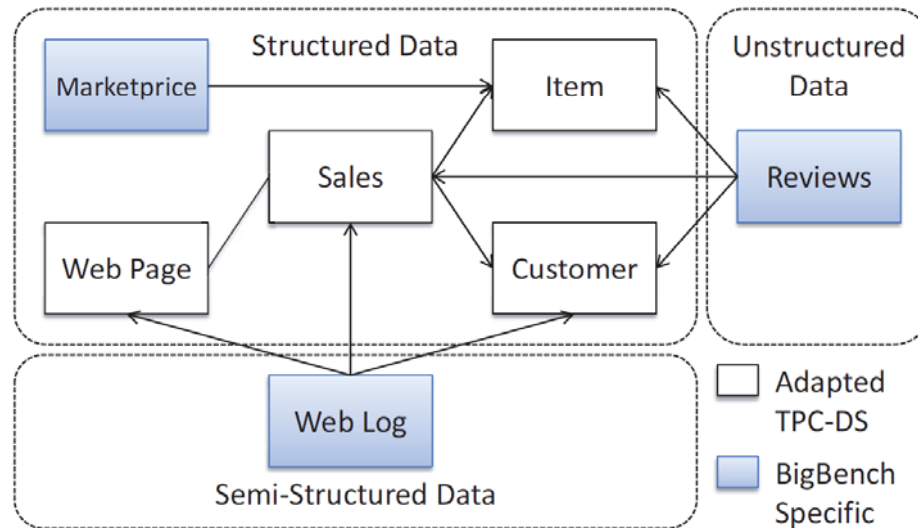 Structured Data
Unstructured
Data
Marketprice
Item
Sales
Reviews
Web Page
Customer
Web Log
Semi-Structured Data
Adapted
TPC-DS
BigBench
Specific